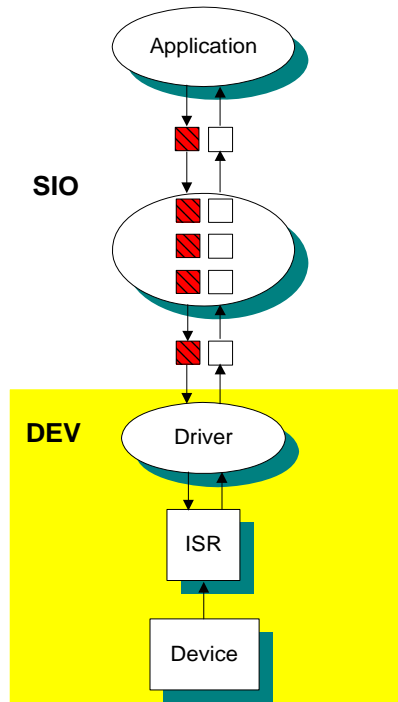 Application
SIO
DEV
Driver
ISR
Device